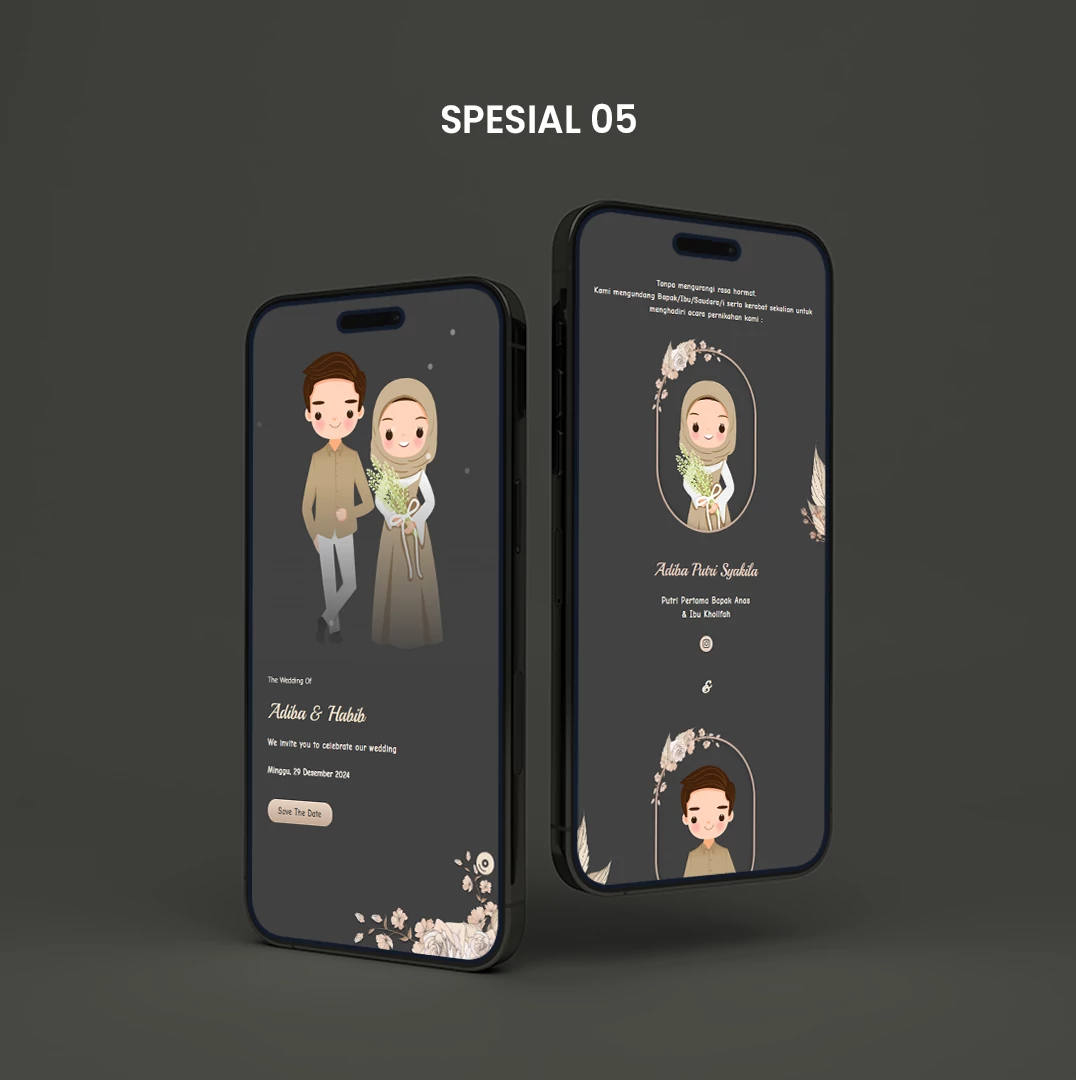 SPESIAL 05
The Wedding Of
Adiba & Habib
We invite you to celebrate our wedding
Minggu, 29 Desember 2024
Save The Date
Tanpa mengurangi rasa hormat.
Kami mengundang Bapak/Ibu/Saudara/i serta kerabat sekalian untuk
menghadiri acara pernikahan kami :
Adiba Putri Syakila
Putri Pertama Bapak Anas
& Ibu Kholifah
&